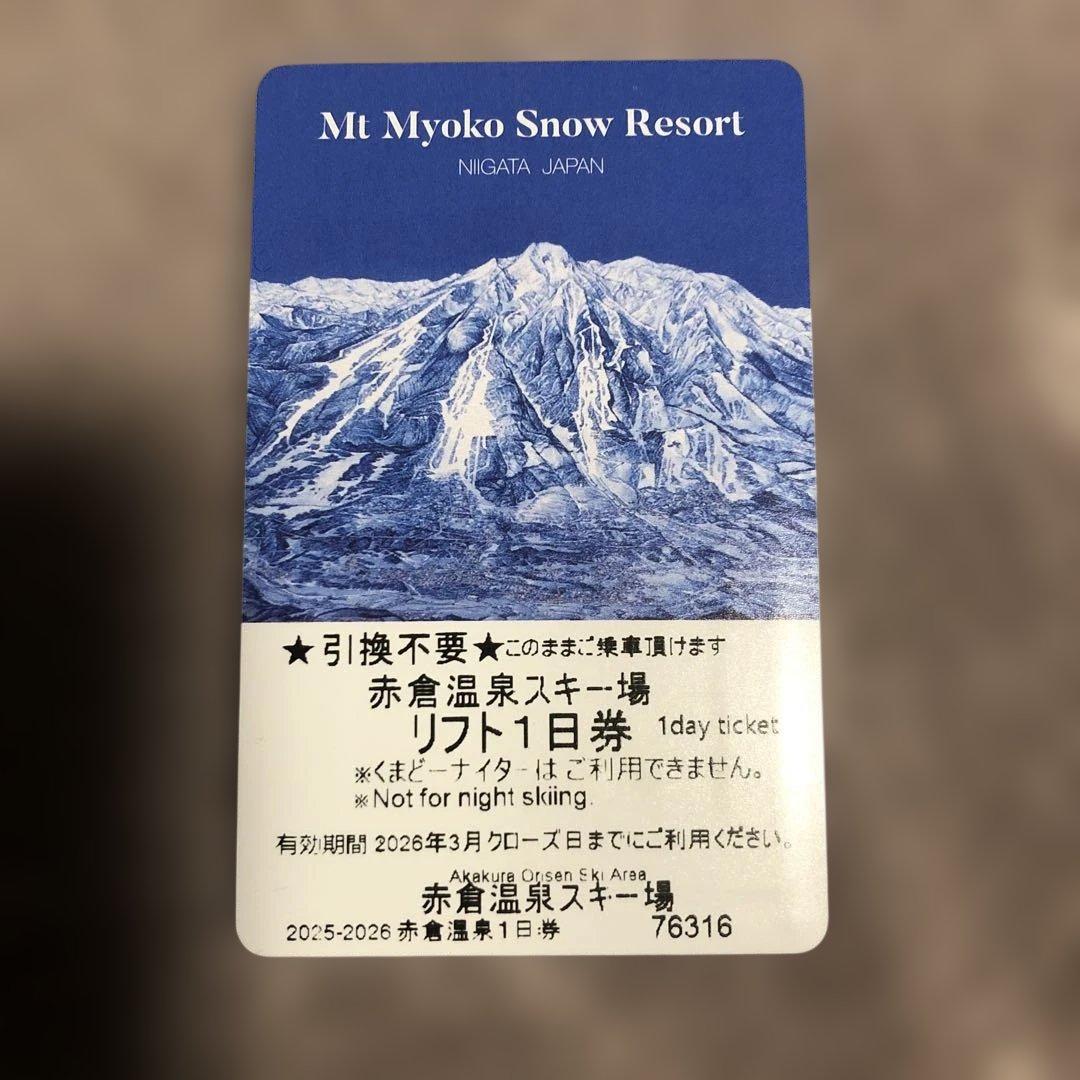 Mt Myoko Snow Resort
NIIGATA JAPAN
★引換不要★このままご乗車頂けます
赤倉温泉スキー場
リフト1日券 1day ticket
※くまどーナイターはご利用できません。
※Not for night skiing.
有効期間 2026年3月クローズ日までにご利用ください。
Akakura Onsen Ski Area
赤倉温泉スキー場
2025-2026 赤倉温泉1日券 76316